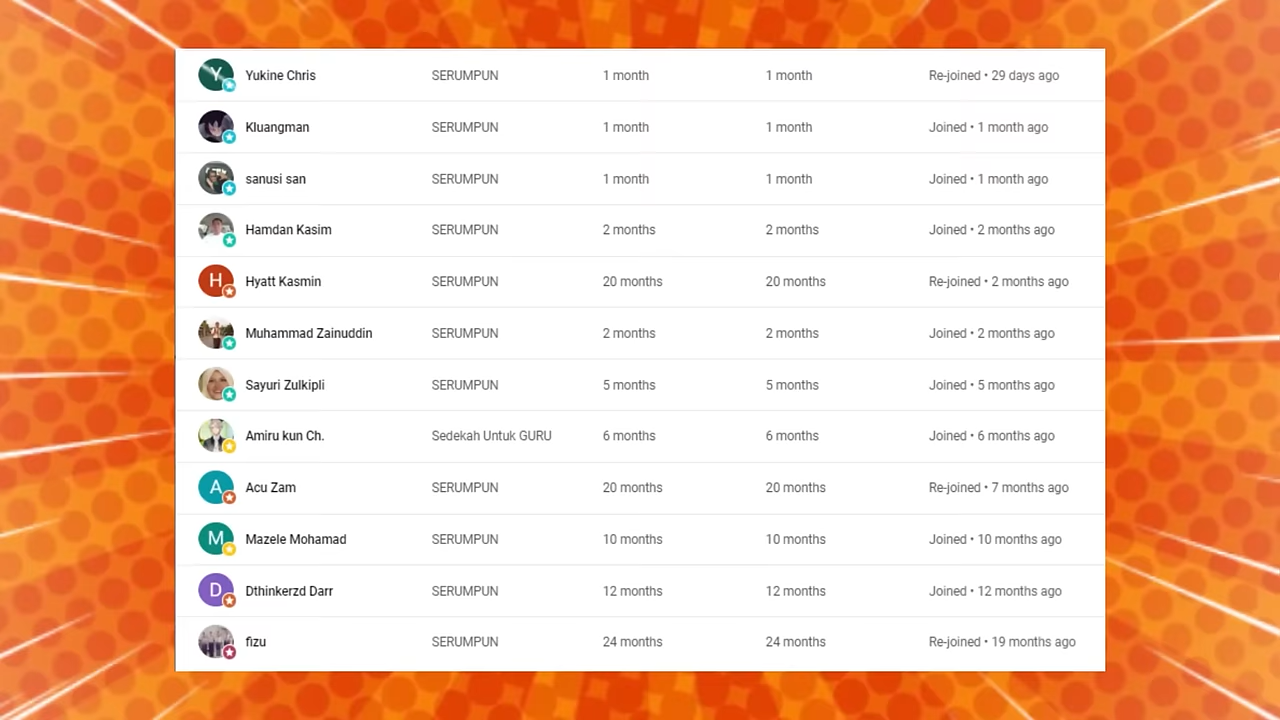 Y Yukine Chris SERUMPUN 1 month 1 month Re-joined • 29 days ago
Kluangman SERUMPUN 1 month 1 month Joined • 1 month ago
sanusi san SERUMPUN 1 month 1 month Joined • 1 month ago
Hamdan Kasim SERUMPUN 2 months 2 months Joined • 2 months ago
H Hyatt Kasmin SERUMPUN 20 months 20 months Re-joined • 2 months ago
Muhammad Zainuddin SERUMPUN 2 months 2 months Joined • 2 months ago
Sayuri Zulkipli SERUMPUN 5 months 5 months Joined • 5 months ago
Amiru kun Ch. Sedekah Untuk GURU 6 months 6 months Joined • 6 months ago
A Acu Zam SERUMPUN 20 months 20 months Re-joined • 7 months ago
M Mazele Mohamad SERUMPUN 10 months 10 months Joined • 10 months ago
D Dthinkerzd Darr SERUMPUN 12 months 12 months Joined • 12 months ago
fizu SERUMPUN 24 months 24 months Re-joined • 19 months ago